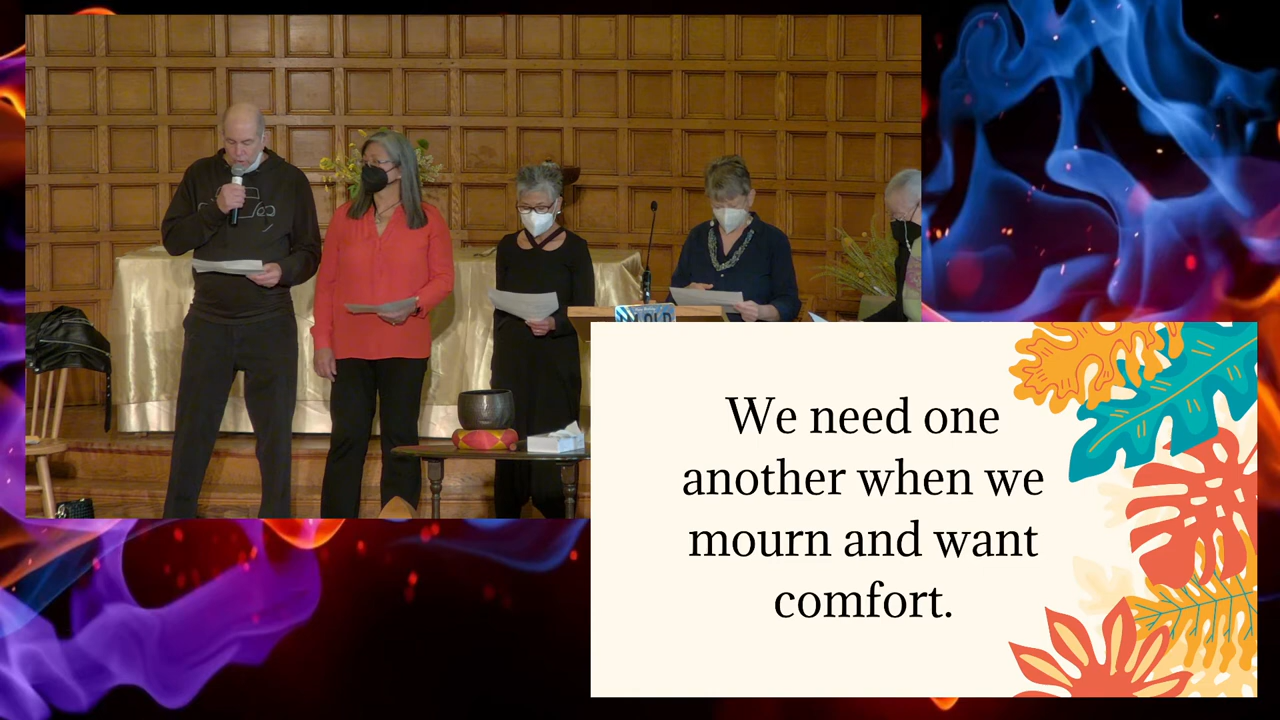 We need one
another when we
mourn and want
comfort.